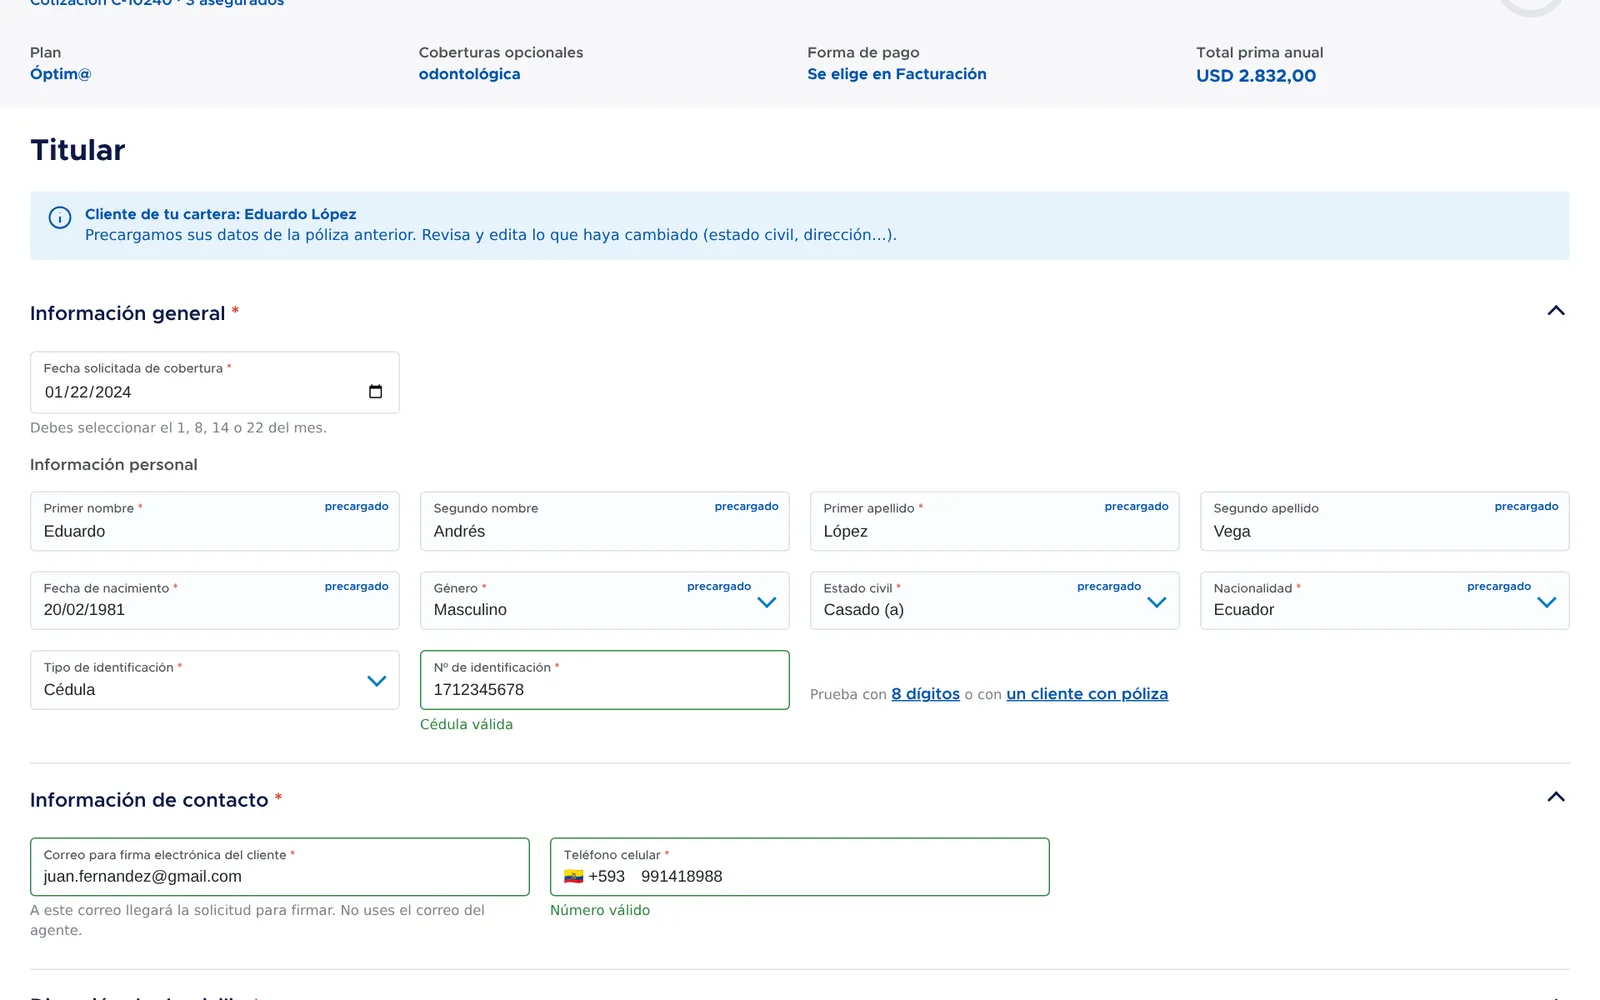 Cotización C-10240 · 3 asegurados
Plan
Óptim@
Coberturas opcionales
odontológica
Forma de pago
Se elige en Facturación
Total prima anual
USD 2.832,00
Titular
Cliente de tu cartera: Eduardo López
Precargamos sus datos de la póliza anterior. Revisa y edita lo que haya cambiado (estado civil, dirección…).
Información general *
Fecha solicitada de cobertura *
01/22/2024
Debes seleccionar el 1, 8, 14 o 22 del mes.
Información personal
Primer nombre * precargado
Eduardo
Segundo nombre precargado
Andrés
Primer apellido * precargado
López
Segundo apellido precargado
Vega
Fecha de nacimiento * precargado
20/02/1981
Género * precargado
Masculino
Estado civil * precargado
Casado (a)
Nacionalidad * precargado
Ecuador
Tipo de identificación *
Cédula
Nº de identificación *
1712345678
Cédula válida
Prueba con 8 dígitos o con un cliente con póliza
Información de contacto *
Correo para firma electrónica del cliente *
juan.fernandez@gmail.com
A este correo llegará la solicitud para firmar. No uses el correo del
agente.
Teléfono celular *
+593 991418988
Número válido